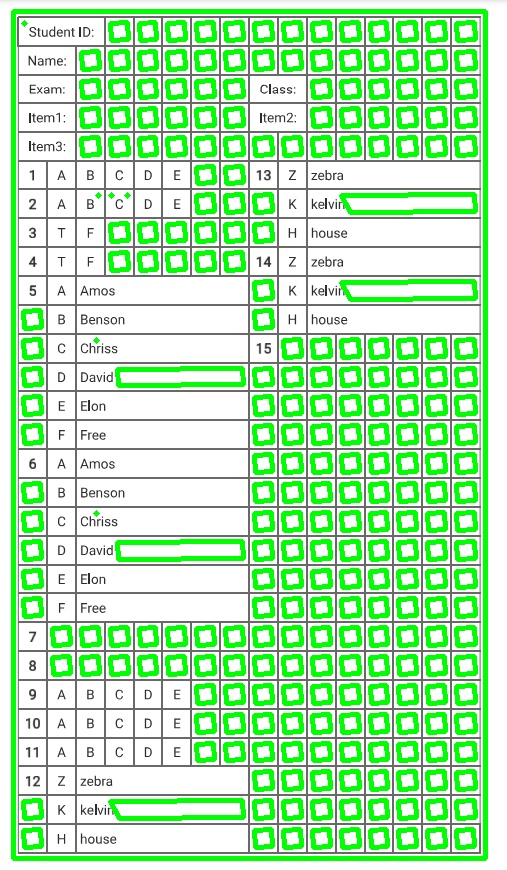 Student ID:
Name:
Exam: Class:
Item1: Item2:
Item3:
1 A B C D E 13 Z zebra
2 A B C D E K kelvin
3 T F H house
4 T F 14 Z zebra
5 A Amos K kelvin
B Benson H house
C Chriss 15
D David
E Elon
F Free
6 A Amos
B Benson
C Chriss
D David
E Elon
F Free
7
8
9 A B C D E
10 A B C D E
11 A B C D E
12 Z zebra
K kelvin
H house